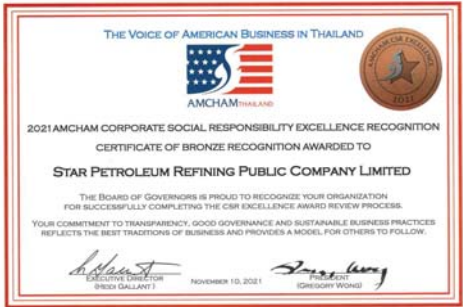 THE VOICE OF AMERICAN BUSINESS IN THAILAND
AMCHAM CSR EXCELLENCE
2021
AMCHAMTHAILAND
2021 AMCHAM CORPORATE SOCIAL RESPONSIBILITY EXCELLENCE RECOGNITION
CERTIFICATE OF BRONZE RECOGNITION AWARDED TO
STAR PETROLEUM REFINING PUBLIC COMPANY LIMITED
THE BOARD OF GOVERNORS IS PROUD TO RECOGNIZE YOUR ORGANIZATION
FOR SUCCESSFULLY COMPLETING THE CSR EXCELLENCE AWARD REVIEW PROCESS.
YOUR COMMITMENT TO TRANSPARENCY, GOOD GOVERNANCE AND SUSTAINABLE BUSINESS PRACTICES
REFLECTS THE BEST TRADITIONS OF BUSINESS AND PROVIDES A MODEL FOR OTHERS TO FOLLOW.
EXECUTIVE DIRECTOR
(HEIDI GALLANT )
NOVEMBER 10, 2021
PRESIDENT
(GREGORY WONG)